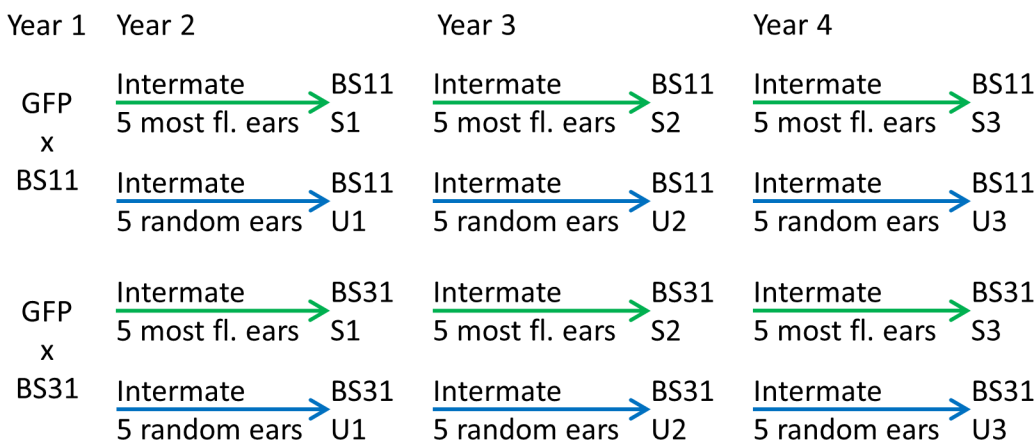 Year 1 Year 2 Year 3 Year 4
Intermate BS11 Intermate BS11 Intermate BS11
GFP
5 most fl. ears S1 5 most fl. ears S2 5 most fl. ears S3
x
BS11 Intermate BS11 Intermate BS11 Intermate BS11
5 random ears U1 5 random ears U2 5 random ears U3
Intermate BS31 Intermate BS31 Intermate BS31
GFP
5 most fl. ears S1 5 most fl. ears S2 5 most fl. ears S3
x
BS31 Intermate BS31 Intermate BS31 Intermate BS31
5 random ears U1 5 random ears U2 5 random ears U3